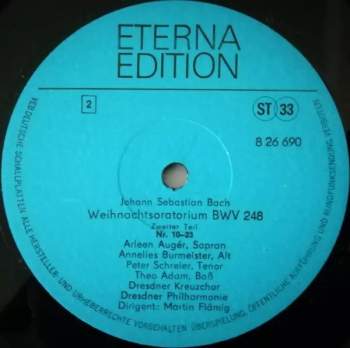 ETERNA
EDITION
2
ST 33
8 26 690
Johann Sebastian Bach
Weihnachtsoratorium BWV 248
Zweiter Teil
Nr. 10–23
Arleen Augér, Sopran
Annelies Burmeister, Alt
Peter Schreier, Tenor
Theo Adam, Baß
Dresdner Kreuzchor
Dresdner Philharmonie
Dirigent: Martin Flämig
VEB DEUTSCHE SCHALLPLATTEN ALLE HERSTELLER- UND URHEBERRECHTE VORBEHALTEN ÜBERSPIELUNG, ÖFFENTLICHE AUFFÜHRUNG UND RUNDFUNKSENDUNG VERBOTEN